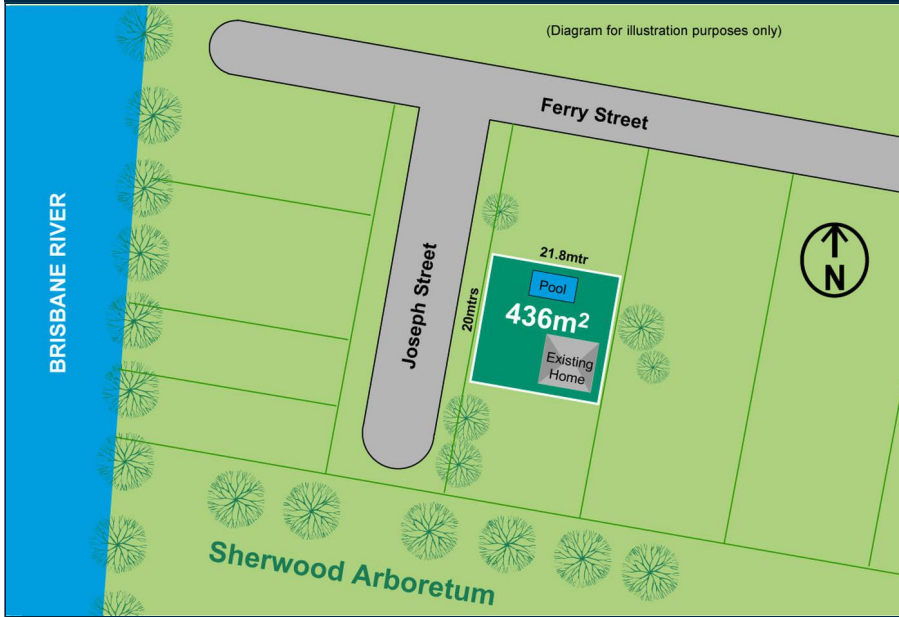 (Diagram for illustration purposes only)
Ferry Street
BRISBANE RIVER
Joseph Street
21.8mtr
20mtrs
Pool
436m²
Existing
Home
N
Sherwood Arboretum